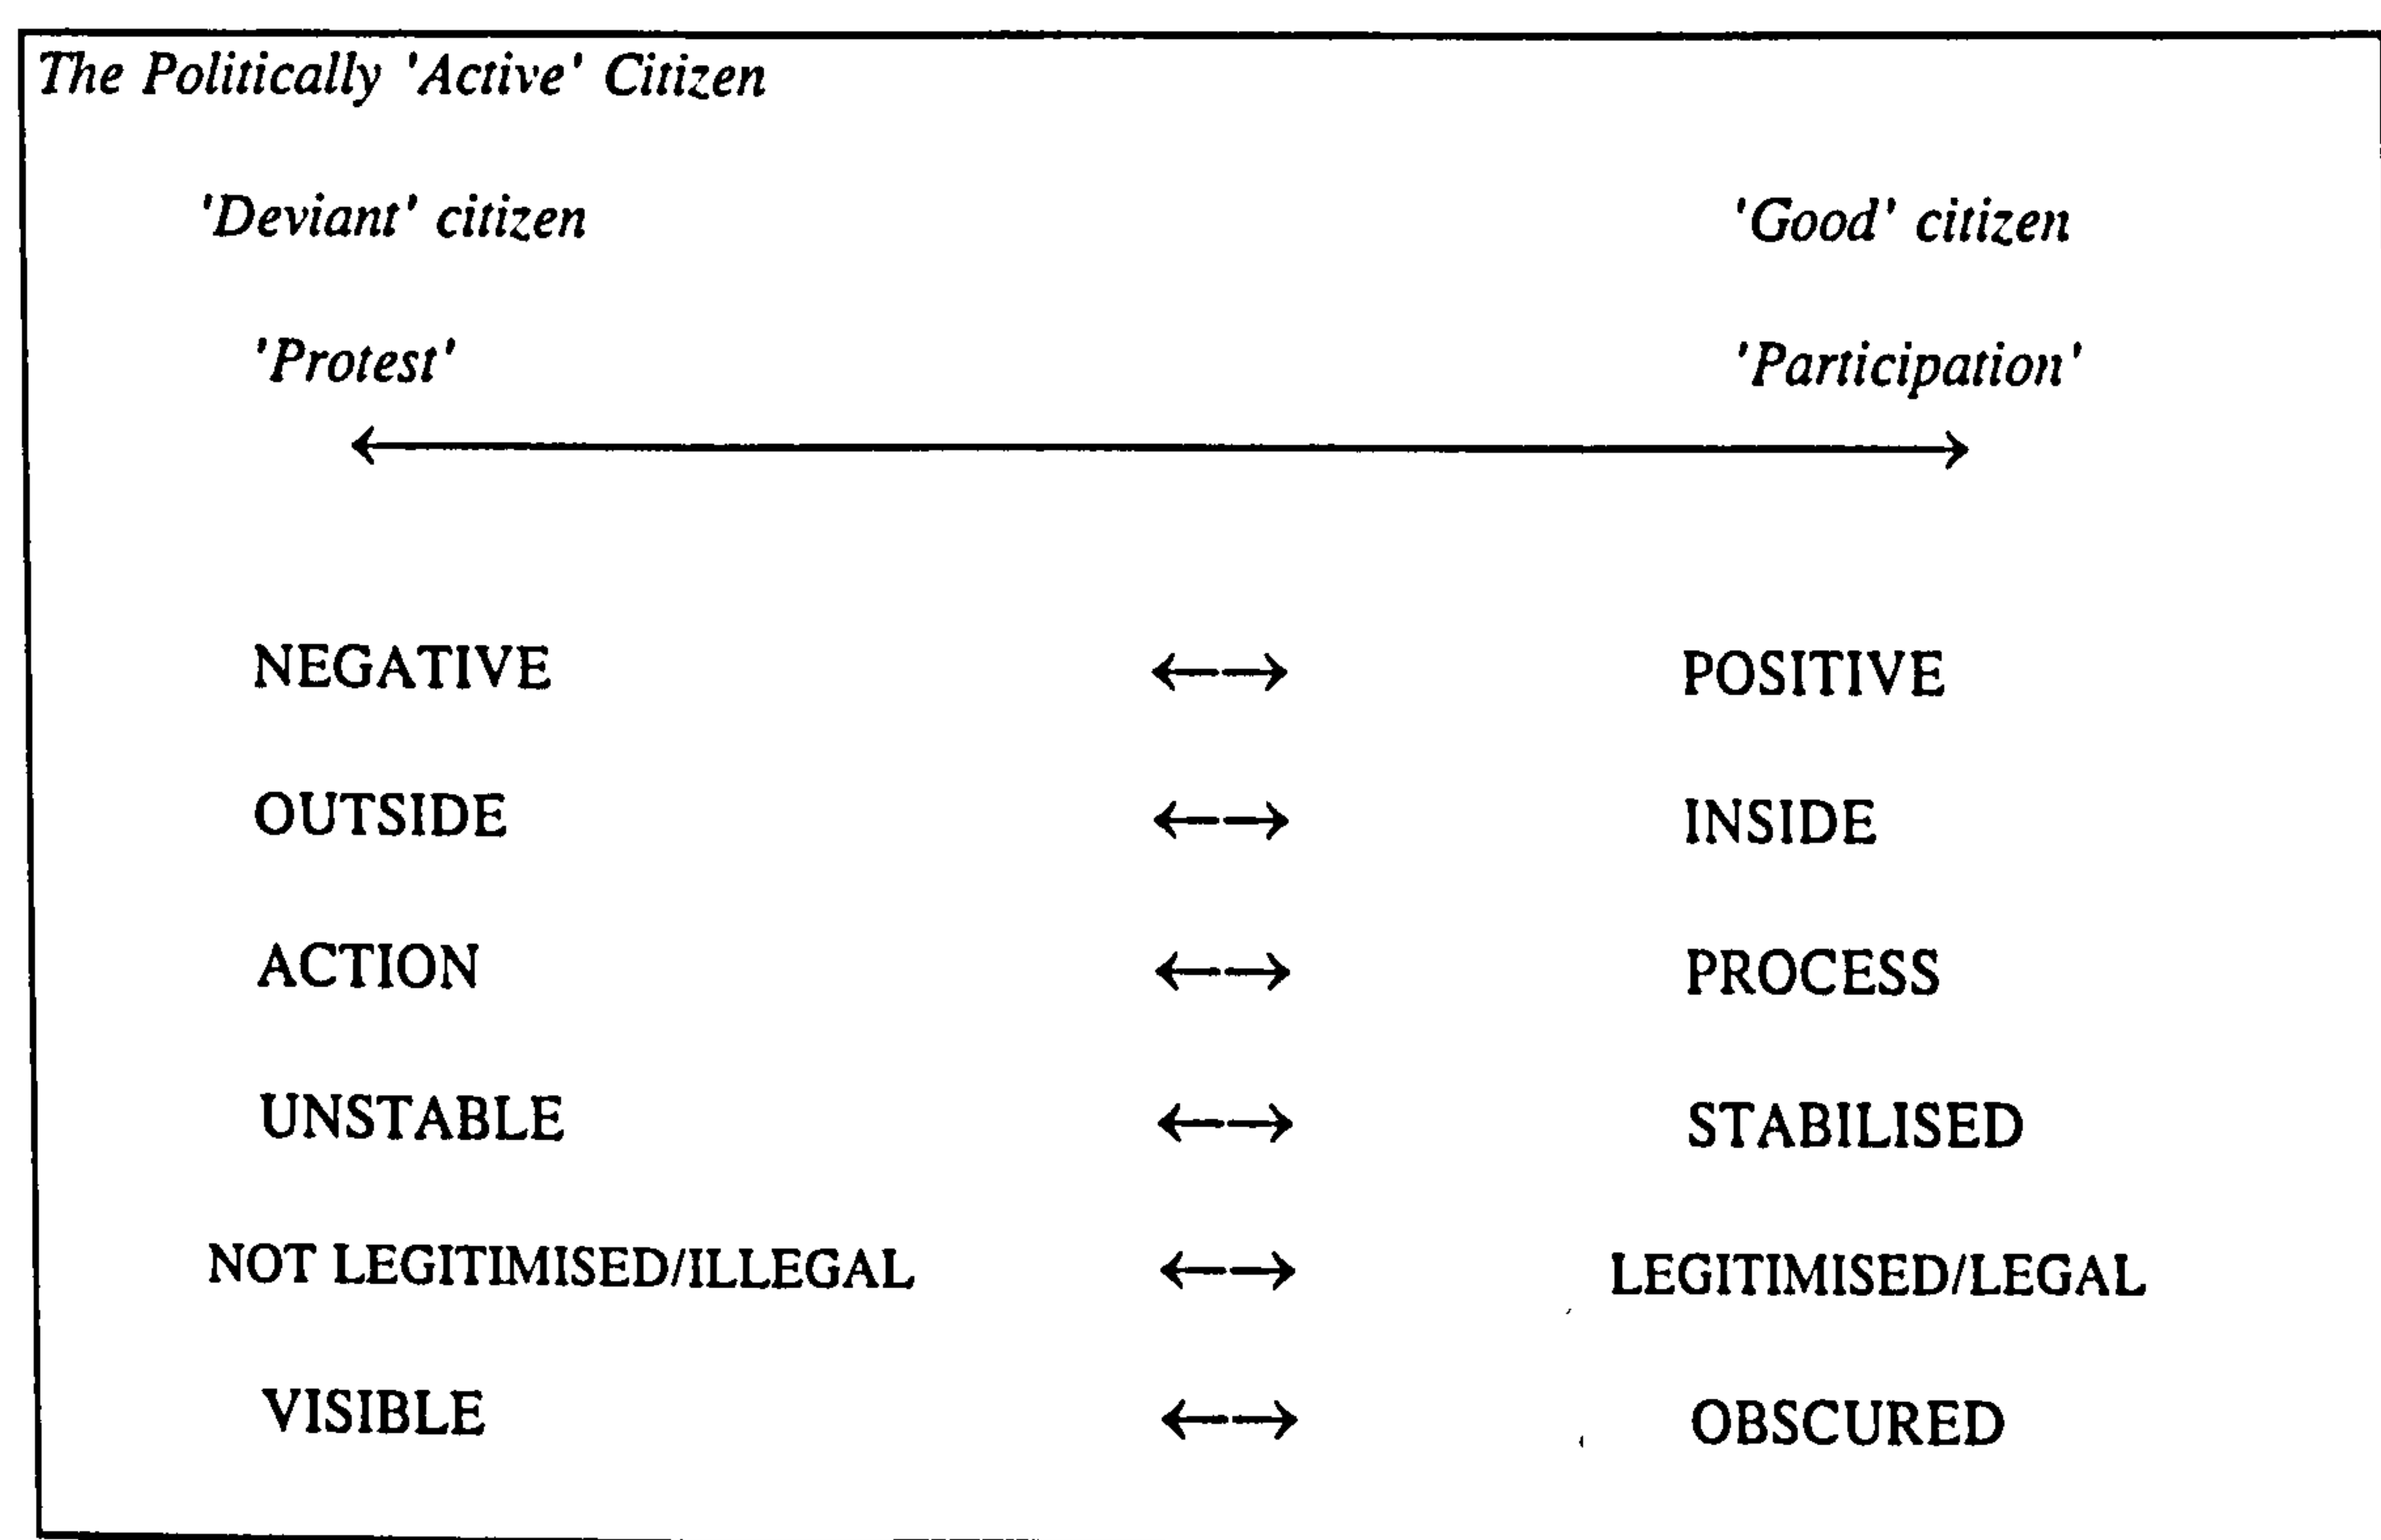 The Politically 'Active' Citizen
'Deviant' citizen 'Good' citizen
'Protest' 'Participation'
NEGATIVE ←--→ POSITIVE
OUTSIDE ←--→ INSIDE
ACTION ←--→ PROCESS
UNSTABLE ←--→ STABILISED
NOT LEGITIMISED/ILLEGAL ←--→ LEGITIMISED/LEGAL
VISIBLE ←--→ OBSCURED